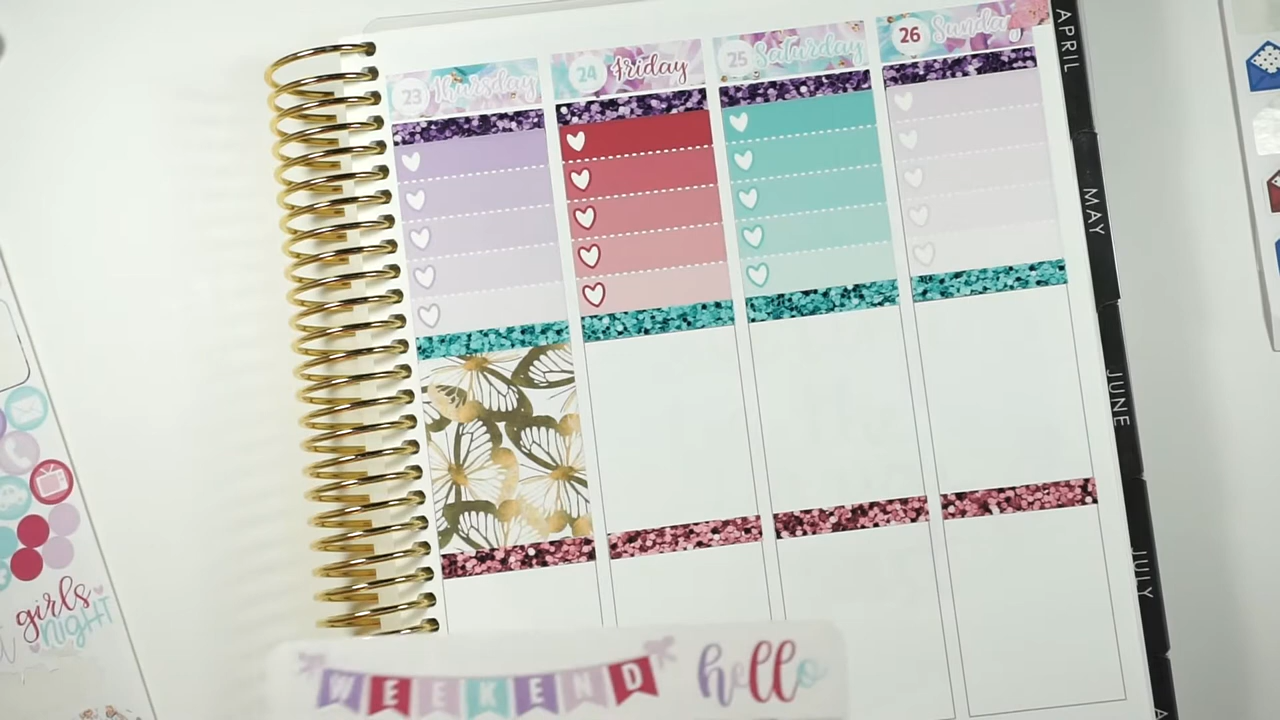 23 Thursday
24 Friday
25 Saturday
26 Sunday
APRIL
MAY
JUNE
JULY
girls
NIGHT
WEEKEND
hello